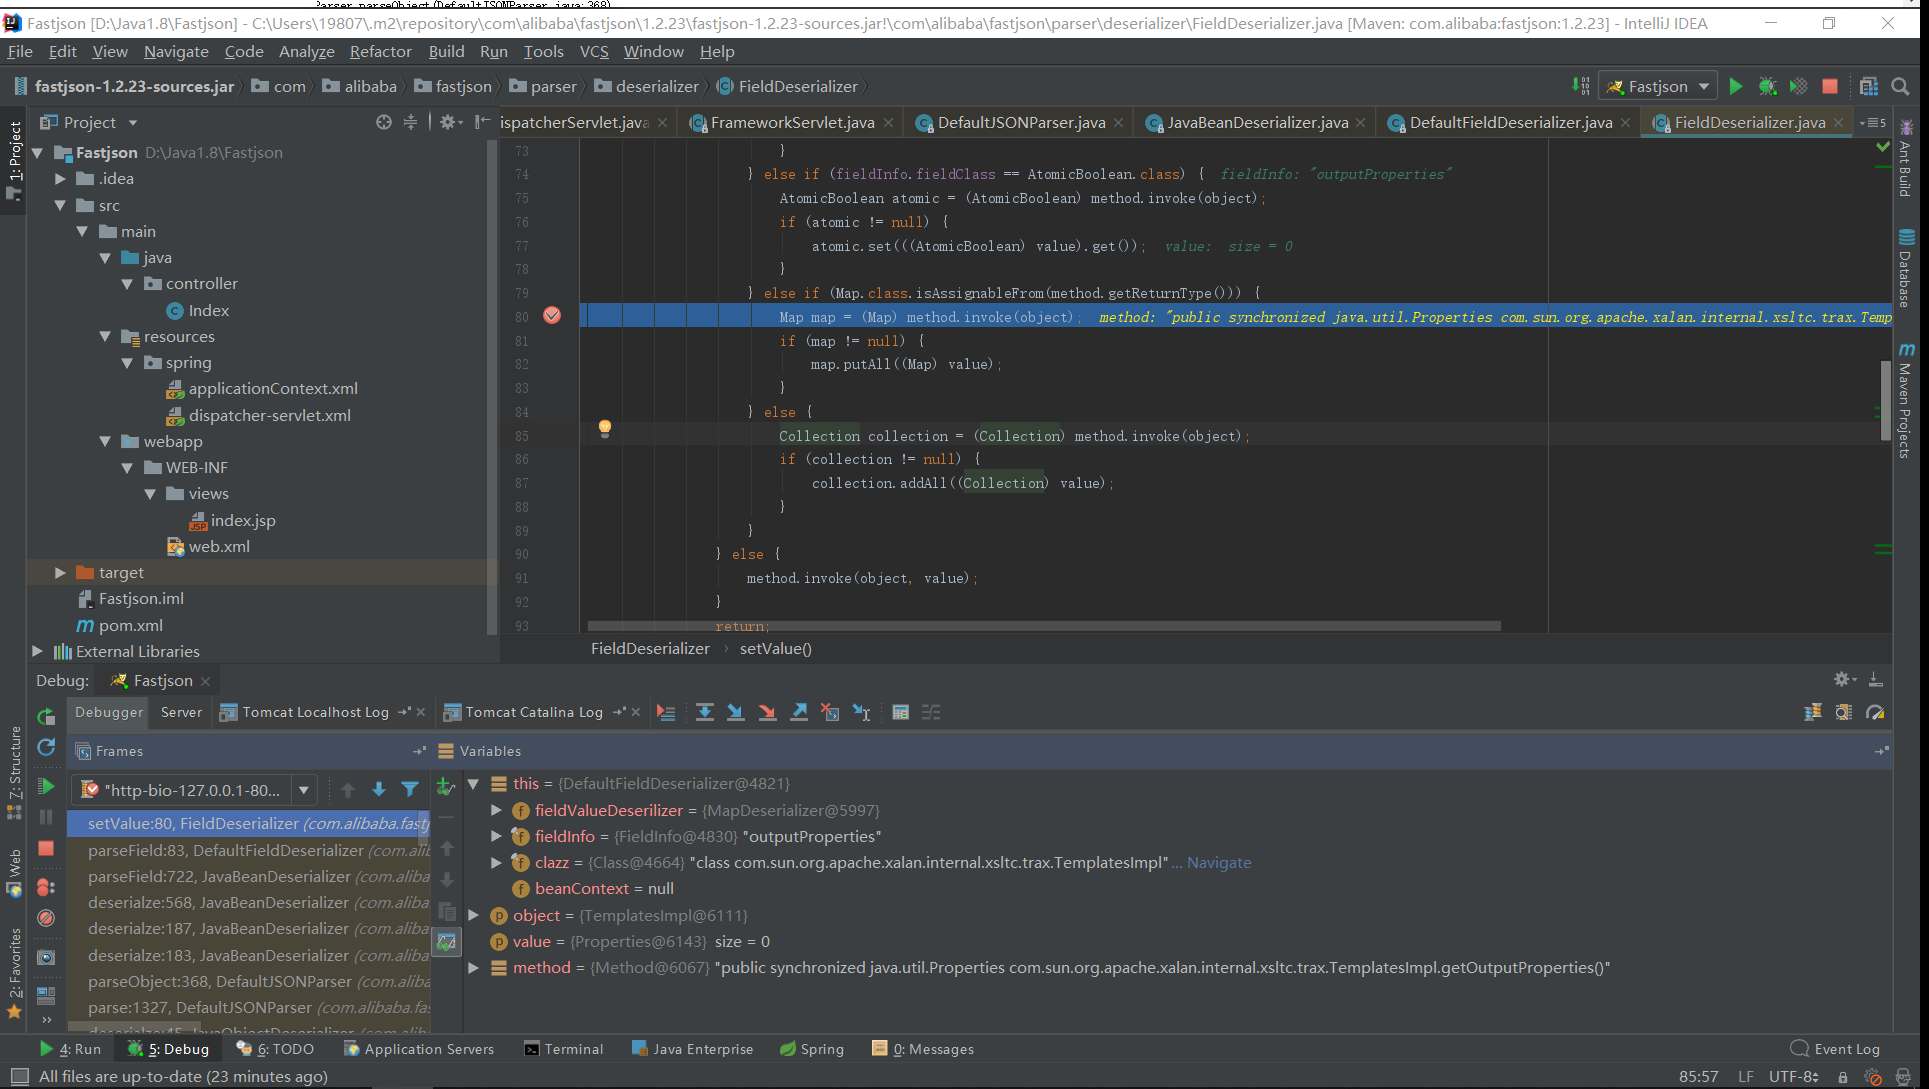 Parser.parseObject(DefaultJSONParser.java:368)
Fastjson [D:\Java1.8\Fastjson] - C:\Users\19807\.m2\repository\com\alibaba\fastjson\1.2.23\fastjson-1.2.23-sources.jar!\com\alibaba\fastjson\parser\deserializer\FieldDeserializer.java [Maven: com.alibaba:fastjson:1.2.23] - IntelliJ IDEA
File Edit View Navigate Code Analyze Refactor Build Run Tools VCS Window Help
fastjson-1.2.23-sources.jar com alibaba fastjson parser deserializer FieldDeserializer Fastjson
1: Project
Project
ispatcherServlet.java FrameworkServlet.java DefaultJSONParser.java JavaBeanDeserializer.java DefaultFieldDeserializer.java FieldDeserializer.java 5
Fastjson D:\Java1.8\Fastjson
.idea
src
main
java
controller
Index
resources
spring
applicationContext.xml
dispatcher-servlet.xml
webapp
WEB-INF
views
index.jsp
web.xml
target
Fastjson.iml
pom.xml
External Libraries
73 }
74 } else if (fieldInfo.fieldClass == AtomicBoolean.class) { fieldInfo: "outputProperties"
75 AtomicBoolean atomic = (AtomicBoolean) method.invoke(object);
76 if (atomic != null) {
77 atomic.set(((AtomicBoolean) value).get()); value: size = 0
78 }
79 } else if (Map.class.isAssignableFrom(method.getReturnType())) {
80 Map map = (Map) method.invoke(object); method: "public synchronized java.util.Properties com.sun.org.apache.xalan.internal.xsltc.trax.Temp
81 if (map != null) {
82 map.putAll((Map) value);
83 }
84 } else {
85 Collection collection = (Collection) method.invoke(object);
86 if (collection != null) {
87 collection.addAll((Collection) value);
88 }
89 }
90 } else {
91 method.invoke(object, value);
92 }
93 return;
FieldDeserializer setValue()
Ant Build
Database
Maven Projects
Debug: Fastjson
Debugger Server Tomcat Localhost Log Tomcat Catalina Log
Frames
Variables
"http-bio-127.0.0.1-80...
setValue:80, FieldDeserializer (com.alibaba.fastj
parseField:83, DefaultFieldDeserializer (com.alib
parseField:722, JavaBeanDeserializer (com.aliba
deserialze:568, JavaBeanDeserializer (com.aliba
deserialze:187, JavaBeanDeserializer (com.aliba
deserialze:183, JavaBeanDeserializer (com.aliba
parseObject:368, DefaultJSONParser (com.alibab
parse:1327, DefaultJSONParser (com.alibaba.fas
deserialze:45, JavaObjectDeserializer (com.alib
this = {DefaultFieldDeserializer@4821}
fieldValueDeserilizer = {MapDeserializer@5997}
fieldInfo = {FieldInfo@4830} "outputProperties"
clazz = {Class@4664} "class com.sun.org.apache.xalan.internal.xsltc.trax.TemplatesImpl"... Navigate
beanContext = null
object = {TemplatesImpl@6111}
value = {Properties@6143} size = 0
method = {Method@6067} "public synchronized java.util.Properties com.sun.org.apache.xalan.internal.xsltc.trax.TemplatesImpl.getOutputProperties()"
7: Structure
Web
2: Favorites
4: Run 5: Debug 6: TODO Application Servers Terminal Java Enterprise Spring 0: Messages Event Log
All files are up-to-date (23 minutes ago) 85:57 LF UTF-8